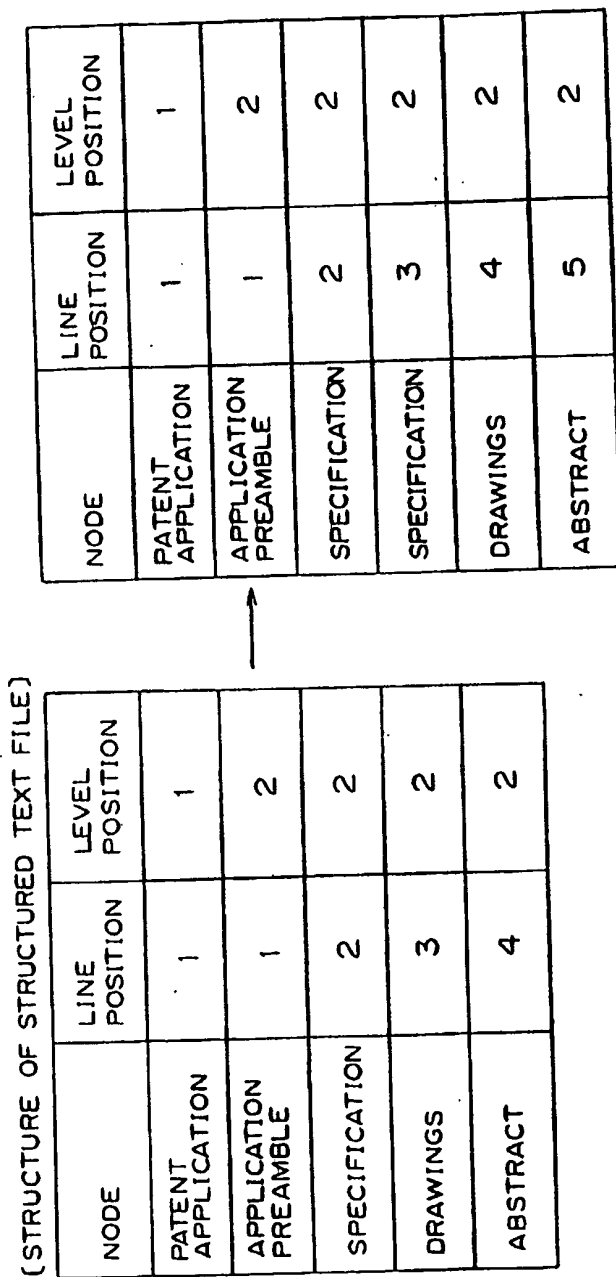 (STRUCTURE OF STRUCTURED TEXT FILE)
NODE LINE POSITION LEVEL POSITION
PATENT APPLICATION 1 1
APPLICATION PREAMBLE 1 2
SPECIFICATION 2 2
DRAWINGS 3 2
ABSTRACT 4 2
NODE LINE POSITION LEVEL POSITION
PATENT APPLICATION 1 1
APPLICATION PREAMBLE 1 2
SPECIFICATION 2 2
SPECIFICATION 3 2
DRAWINGS 4 2
ABSTRACT 5 2